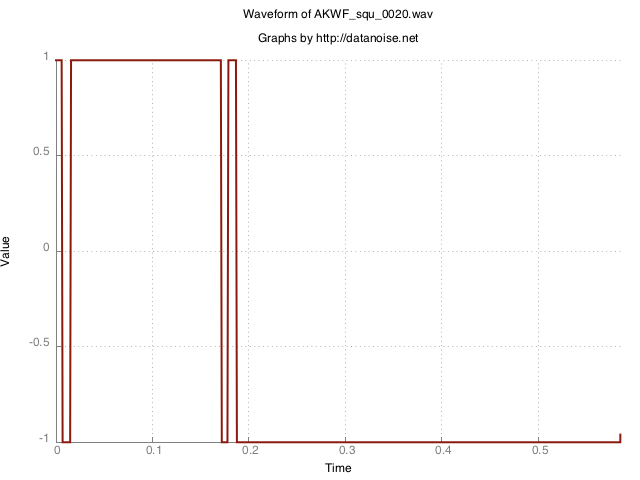 Waveform of AKWF_squ_0020.wav
Graphs by http://datanoise.net
1
0.5
0
-0.5
-1
Value
0 0.1 0.2 0.3 0.4 0.5
Time